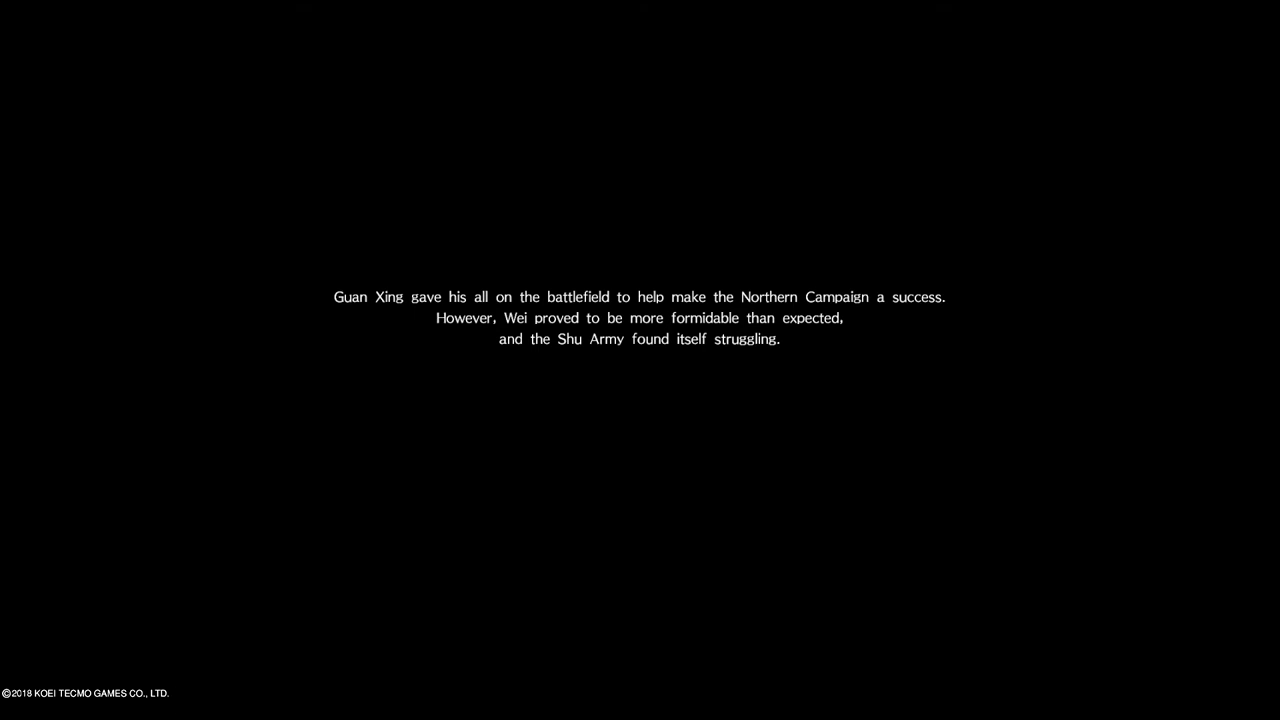 Guan Xing gave his all on the battlefield to help make the Northern Campaign a success.
However, Wei proved to be more formidable than expected,
and the Shu Army found itself struggling.
©2018 KOEI TECMO GAMES CO., LTD.